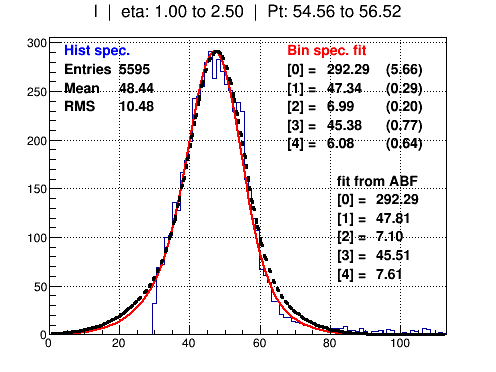 I | eta: 1.00 to 2.50 | Pt: 54.56 to 56.52
Hist spec.
Entries 5595
Mean 48.44
RMS 10.48
Bin spec. fit
[0] = 292.29 (5.66)
[1] = 47.34 (0.29)
[2] = 6.99 (0.20)
[3] = 45.38 (0.77)
[4] = 6.08 (0.64)
fit from ABF
[0] = 292.29
[1] = 47.81
[2] = 7.10
[3] = 45.51
[4] = 7.61
300
250
200
150
100
50
0
0 20 40 60 80 100